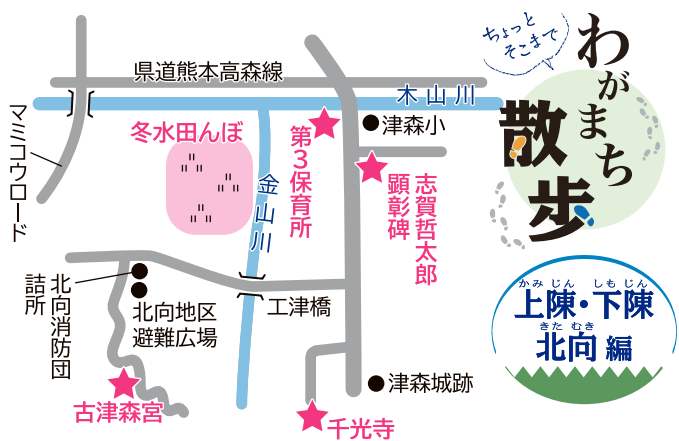 ちょっと
そこまで
わがまち
散歩
かみ じん しも じん
上陳・下陳
きた むき
北向 編
県道熊本高森線
木山川
マミコウロード
冬水田んぼ
第3保育所
津森小
志賀哲太郎
顕彰碑
金山川
北向消防団
詰所
北向地区
避難広場
工津橋
古津森宮
津森城跡
千光寺